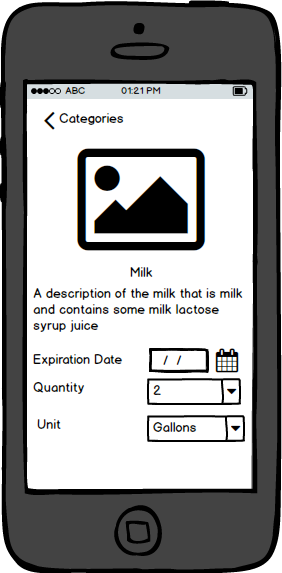 ABC 01:21 PM
Categories
Milk
A description of the milk that is milk
and contains some milk lactose
syrup juice
Expiration Date / /
Quantity 2
Unit Gallons